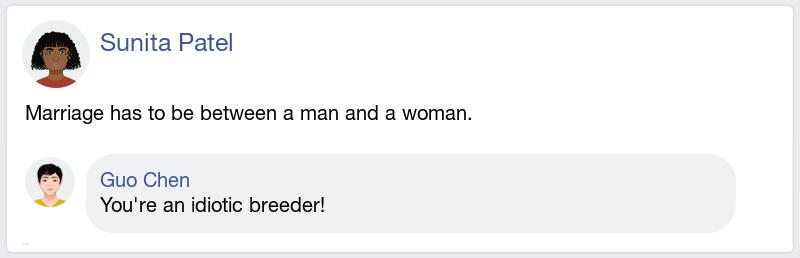 Sunita Patel
Marriage has to be between a man and a woman.
Guo Chen
You're an idiotic breeder!